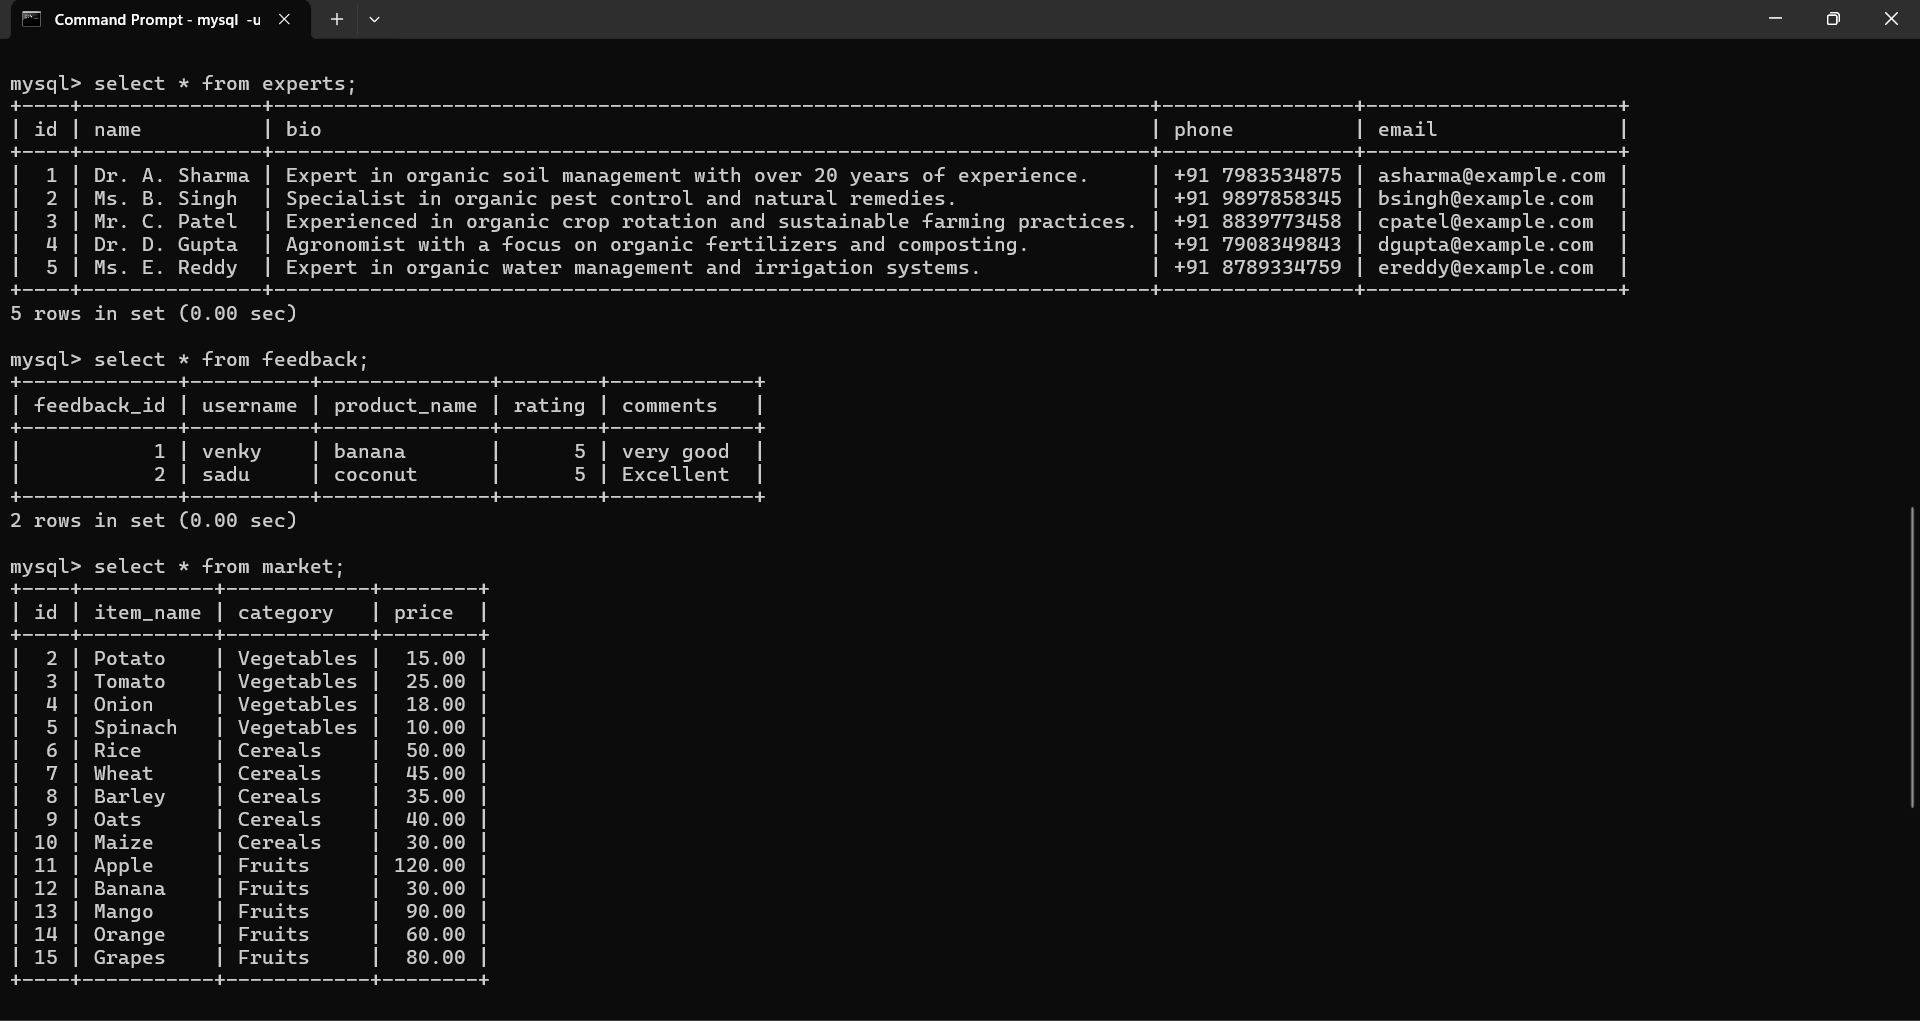 Command Prompt - mysql -u
mysql> select * from experts;
+----+---------------+-------------------------------------------------------------------------+----------------+---------------------+
| id | name          | bio                                                                     | phone          | email               |
+----+---------------+-------------------------------------------------------------------------+----------------+---------------------+
|  1 | Dr. A. Sharma | Expert in organic soil management with over 20 years of experience.     | +91 7983534875 | asharma@example.com |
|  2 | Ms. B. Singh  | Specialist in organic pest control and natural remedies.                | +91 9897858345 | bsingh@example.com  |
|  3 | Mr. C. Patel  | Experienced in organic crop rotation and sustainable farming practices. | +91 8839773458 | cpatel@example.com  |
|  4 | Dr. D. Gupta  | Agronomist with a focus on organic fertilizers and composting.          | +91 7908349843 | dgupta@example.com  |
|  5 | Ms. E. Reddy  | Expert in organic water management and irrigation systems.              | +91 8789334759 | ereddy@example.com  |
+----+---------------+-------------------------------------------------------------------------+----------------+---------------------+
5 rows in set (0.00 sec)
mysql> select * from feedback;
+-------------+----------+--------------+--------+------------+
| feedback_id | username | product_name | rating | comments   |
+-------------+----------+--------------+--------+------------+
|           1 | venky    | banana       |      5 | very good  |
|           2 | sadu     | coconut      |      5 | Excellent  |
+-------------+----------+--------------+--------+------------+
2 rows in set (0.00 sec)
mysql> select * from market;
+----+-----------+------------+--------+
| id | item_name | category   | price  |
+----+-----------+------------+--------+
|  2 | Potato    | Vegetables |  15.00 |
|  3 | Tomato    | Vegetables |  25.00 |
|  4 | Onion     | Vegetables |  18.00 |
|  5 | Spinach   | Vegetables |  10.00 |
|  6 | Rice      | Cereals    |  50.00 |
|  7 | Wheat     | Cereals    |  45.00 |
|  8 | Barley    | Cereals    |  35.00 |
|  9 | Oats      | Cereals    |  40.00 |
| 10 | Maize     | Cereals    |  30.00 |
| 11 | Apple     | Fruits     | 120.00 |
| 12 | Banana    | Fruits     |  30.00 |
| 13 | Mango     | Fruits     |  90.00 |
| 14 | Orange    | Fruits     |  60.00 |
| 15 | Grapes    | Fruits     |  80.00 |
+----+-----------+------------+--------+